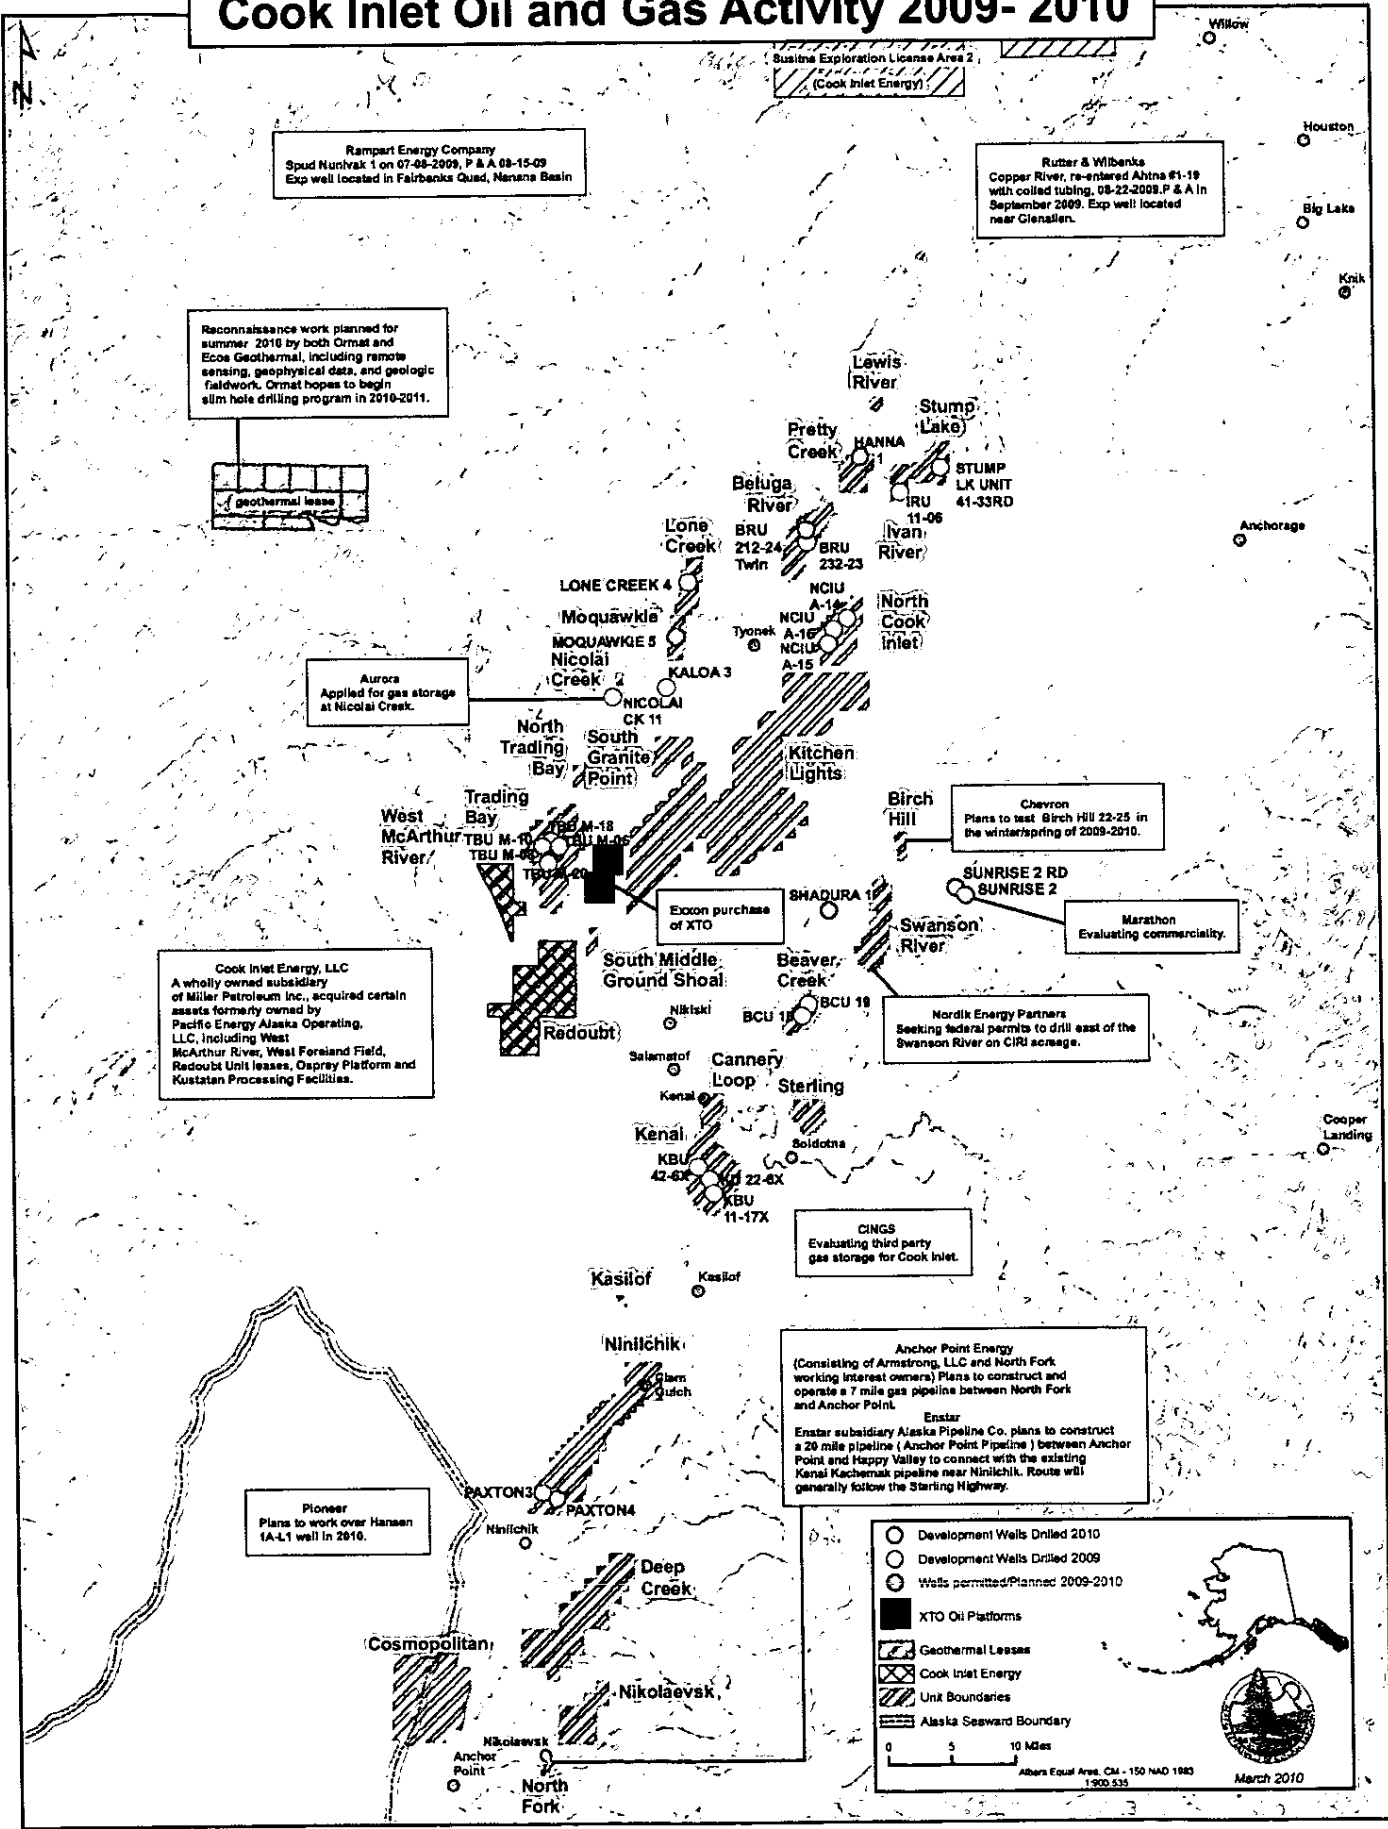 Cook Inlet Oil and Gas Activity 2009- 2010
N
Willow
Susitna Exploration License Area 2
(Cook Inlet Energy)
Houston
Rampart Energy Company
Spud Nunivak 1 on 07-08-2009, P & A 08-15-09
Exp well located in Fairbanks Quad, Nenana Basin
Rutter & Wilbanks
Copper River, re-entered Ahtna #1-19
with coiled tubing, 08-22-2009.P & A in
September 2009. Exp well located
near Glenallen.
Big Lake
Knik
Reconnaissance work planned for
summer 2010 by both Ormat and
Ecos Geothermal, including remote
sensing, geophysical data, and geologic
fieldwork. Ormat hopes to begin
slim hole drilling program in 2010-2011.
geothermal lease
Lewis
River
Stump
Lake
Pretty
Creek
HANNA
1
STUMP
LK UNIT
41-33RD
Beluga
River
IRU
11-06
Ivan
River
Anchorage
Lone
Creek
BRU
212-24
Twin
BRU
232-23
LONE CREEK 4
NCIU
A-14
North
Cook
Inlet
Moquawkie
MOQUAWKIE 5
Tyonek
NCIU
A-16
NCIU
A-15
Nicolai
Creek
KALOA 3
NICOLAI
CK 11
Aurora
Applied for gas storage
at Nicolai Creek.
North
Trading
Bay
South
Granite
Point
Kitchen
Lights
Trading
Bay
West
McArthur
River
TBU M-10
TBU M-18
TBU M-05
TBU M-20
Birch
Hill
Chevron
Plans to test Birch Hill 22-25 in
the winter/spring of 2009-2010.
SUNRISE 2 RD
SUNRISE 2
SHADURA 1
Exxon purchase
of XTO
Marathon
Evaluating commerciality.
Swanson
River
South Middle
Ground Shoal
Beaver
Creek
Cook Inlet Energy, LLC
A wholly owned subsidiary
of Miller Petroleum Inc., acquired certain
assets formerly owned by
Pacific Energy Alaska Operating,
LLC, including West
McArthur River, West Foreland Field,
Redoubt Unit leases, Osprey Platform and
Kustatan Processing Facilities.
Redoubt
Nikiski
BCU 19
BCU 18
Nordik Energy Partners
Seeking federal permits to drill east of the
Swanson River on CIRI acreage.
Salamatof
Cannery
Loop
Sterling
Kenai
Kenai
Soldotna
Cooper
Landing
KBU
42-6X
KU 22-6X
KBU
11-17X
CINGS
Evaluating third party
gas storage for Cook Inlet.
Kasilof
Kasilof
Ninilchik
Clam
Gulch
Anchor Point Energy
(Consisting of Armstrong, LLC and North Fork
working interest owners) Plans to construct and
operate a 7 mile gas pipeline between North Fork
and Anchor Point.
Enstar
Enstar subsidiary Alaska Pipeline Co. plans to construct
a 20 mile pipeline ( Anchor Point Pipeline ) between Anchor
Point and Happy Valley to connect with the existing
Kenai Kachemak pipeline near Ninilchik. Route will
generally follow the Sterling Highway.
PAXTON3
PAXTON4
Pioneer
Plans to work over Hansen
1A-L1 well in 2010.
Ninilchik
Deep
Creek
Cosmopolitan
Nikolaevsk
Nikolaevsk
Anchor
Point
North
Fork
Development Wells Drilled 2010
Development Wells Drilled 2009
Wells permitted/Planned 2009-2010
XTO Oil Platforms
Geothermal Leases
Cook Inlet Energy
Unit Boundaries
Alaska Seaward Boundary
0 5 10 Miles
Albers Equal Area, CM - 150 NAD 1983
1:900,535
March 2010